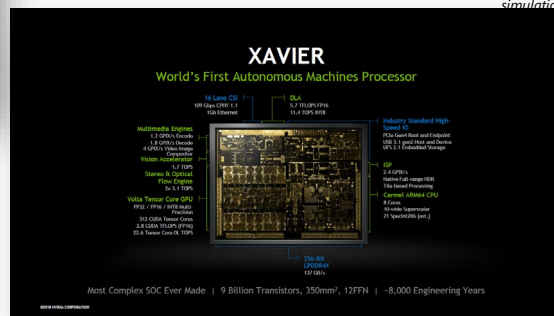 simulatio
XAVIER
World's First Autonomous Machines Processor
16 Lane CSI
109 Gbps CPHY 1.1
1Gb Ethernet
DLA
5.7 TFLOPS FP16
11.4 TOPS INT8
Multimedia Engines
1.2 GPIX/s Encode
1.8 GPIX/s Decode
4 GPIX/s Video Image
Compositor
Vision Accelerator
1.7 TOPS
Stereo & Optical
Flow Engine
2x 3.1 TOPS
Volta Tensor Core GPU
FP32 / FP16 / INT8 Multi-
Precision
512 CUDA Tensor Cores
2.8 CUDA TFLOPS (FP16)
22.6 Tensor Core DL TOPS
Industry Standard High-
Speed IO
PCIe Gen4 Root and Endpoint
USB 3.1 gen2 Host and Device
UFS 2.1 Embedded Storage
ISP
2.4 GPIX/s
Native Full-range HDR
Tile-based Processing
Carmel ARM64 CPU
8 Cores
10-wide Superscalar
21 SpecInt2K6 (est.)
256-Bit
LPDDR4X
137 GB/s
Most Complex SOC Ever Made | 9 Billion Transistors, 350mm², 12FFN | ~8,000 Engineering Years
©2018 NVIDIA CORPORATION